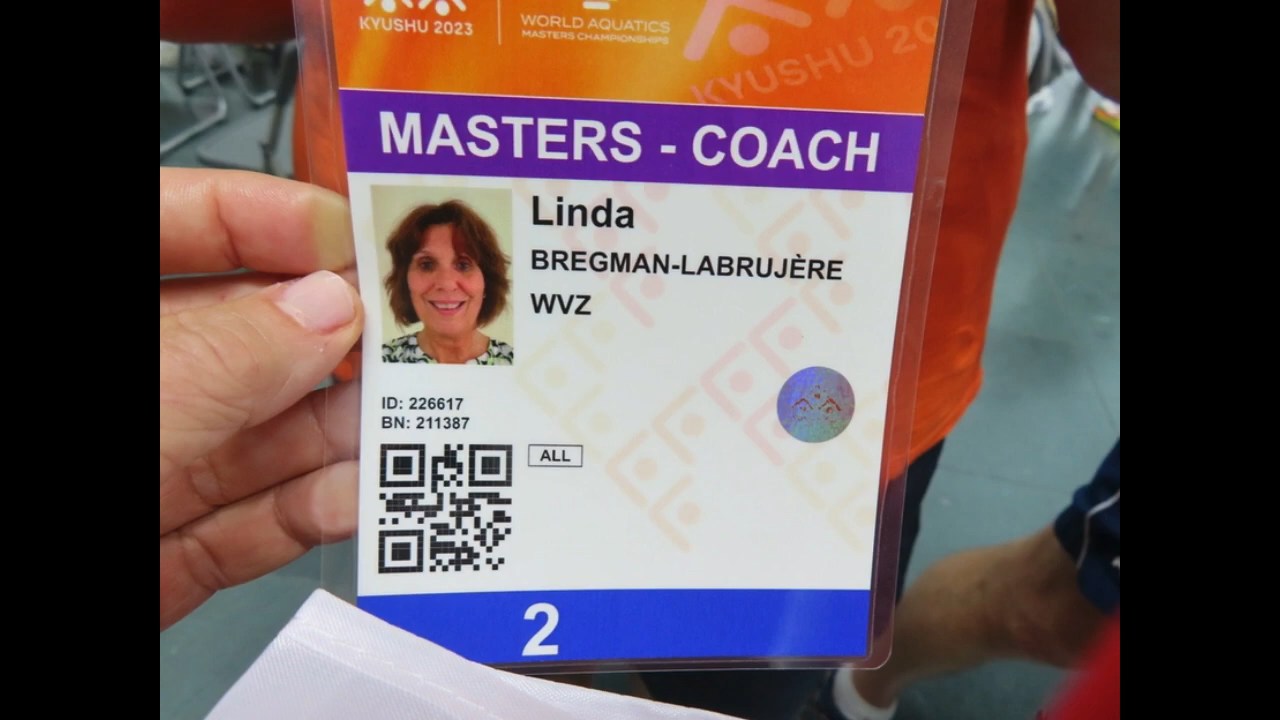 KYUSHU 2023
WORLD AQUATICS
MASTERS CHAMPIONSHIPS
KYUSHU 20
MASTERS - COACH
Linda
BREGMAN-LABRUJÈRE
WVZ
ID: 226617
BN: 211387
ALL
2